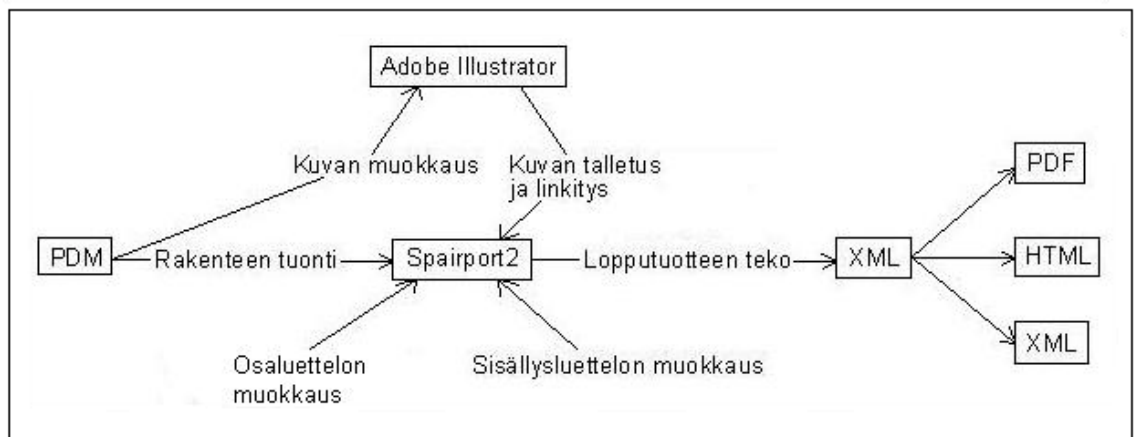 Adobe Illustrator
Kuvan muokkaus
Kuvan talletus
ja linkitys
PDF
PDM
Rakenteen tuonti
Spairport2
Lopputuotteen teko
XML
HTML
XML
Osaluettelon
muokkaus
Sisällysluettelon muokkaus